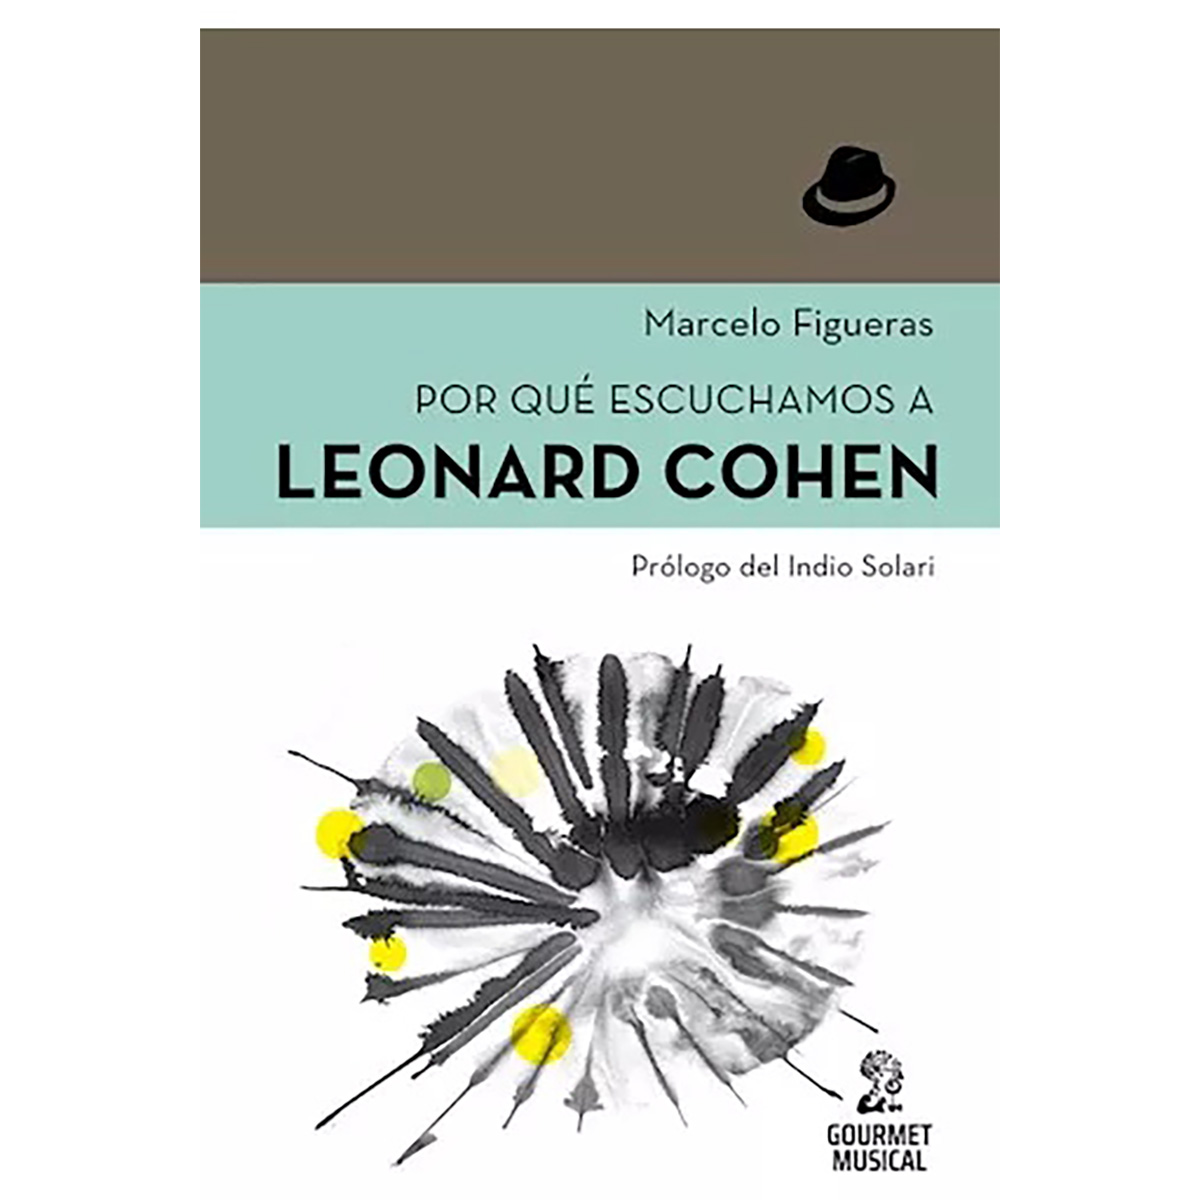 Marcelo Figueras
POR QUÉ ESCUCHAMOS A
LEONARD COHEN
Prólogo del Indio Solari
GOURMET
MUSICAL